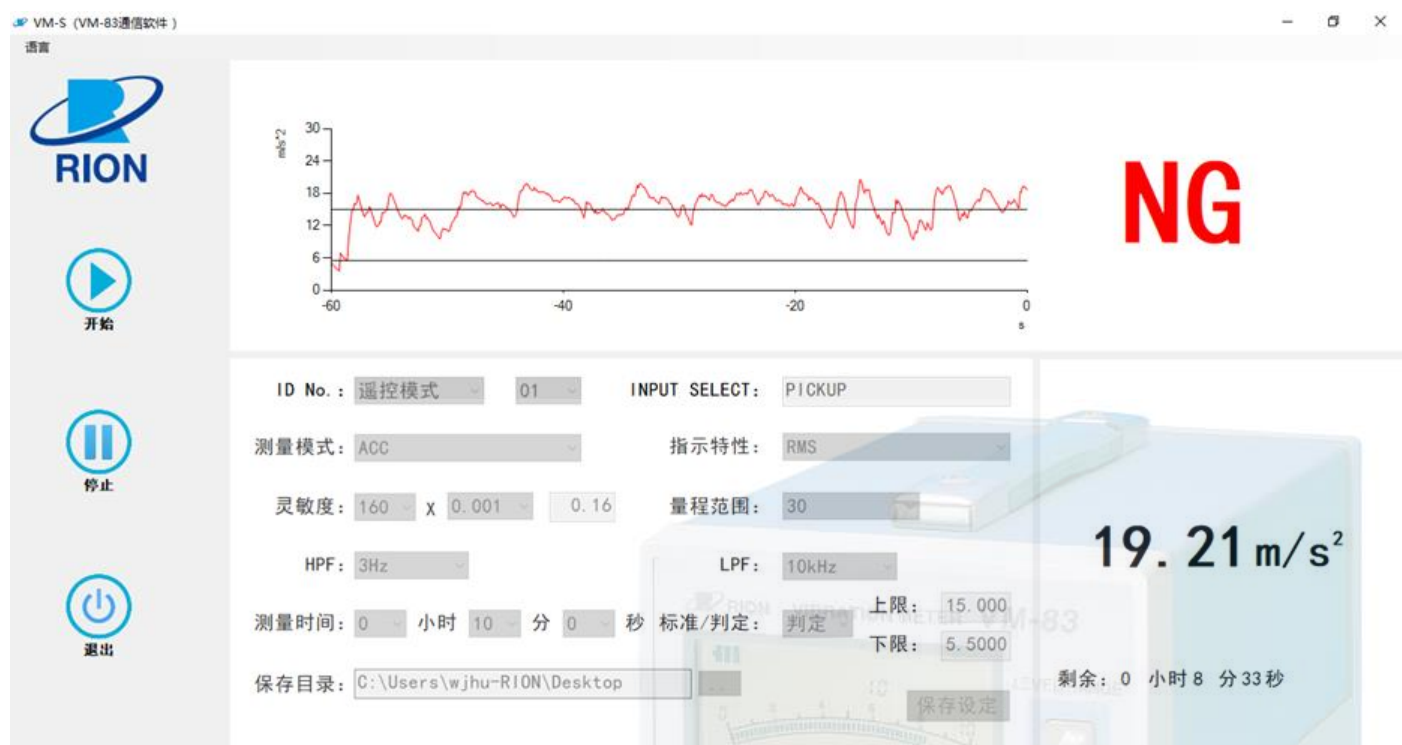 VM-S（VM-83通信软件）
语言
RION
开始
停止
退出
m/s^2
30
24
18
12
6
0
-60 -40 -20 0
s
NG
ID No.： 遥控模式 01 INPUT SELECT： PICKUP
测量模式： ACC 指示特性： RMS
灵敏度： 160 X 0.001 0.16 量程范围： 30
HPF： 3Hz LPF： 10kHz
测量时间： 0 小时 10 分 0 秒 标准/判定： 判定 上限： 15.000
下限： 5.5000
保存目录： C:\Users\wjhu-RION\Desktop ...
保存设定
RION VIBRATION METER VM-83
19.21 m/s²
剩余：0 小时 8 分 33 秒